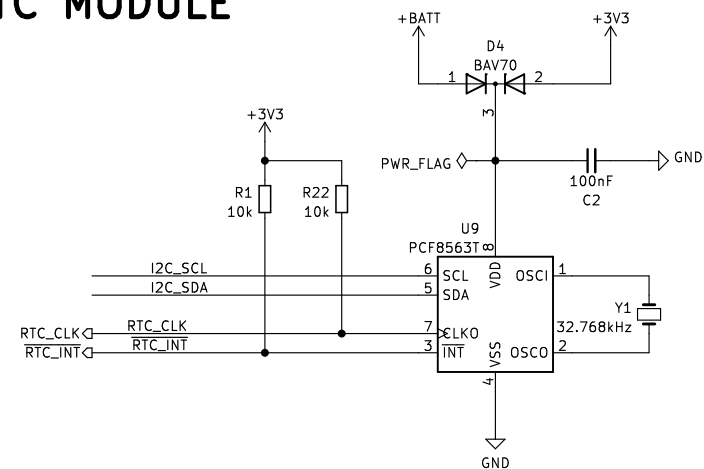 TC MODULE
+BATT
+3V3
D4
BAV70
1 2
3
+3V3
PWR_FLAG
GND
100nF
C2
R1
10k
R22
10k
U9
PCF8563T
8
I2C_SCL 6 SCL VDD OSCI 1
I2C_SDA 5 SDA
Y1
32.768kHz
RTC_CLK RTC_CLK 7 CLKO
RTC_INT RTC_INT 3 INT VSS OSCO 2
4
GND